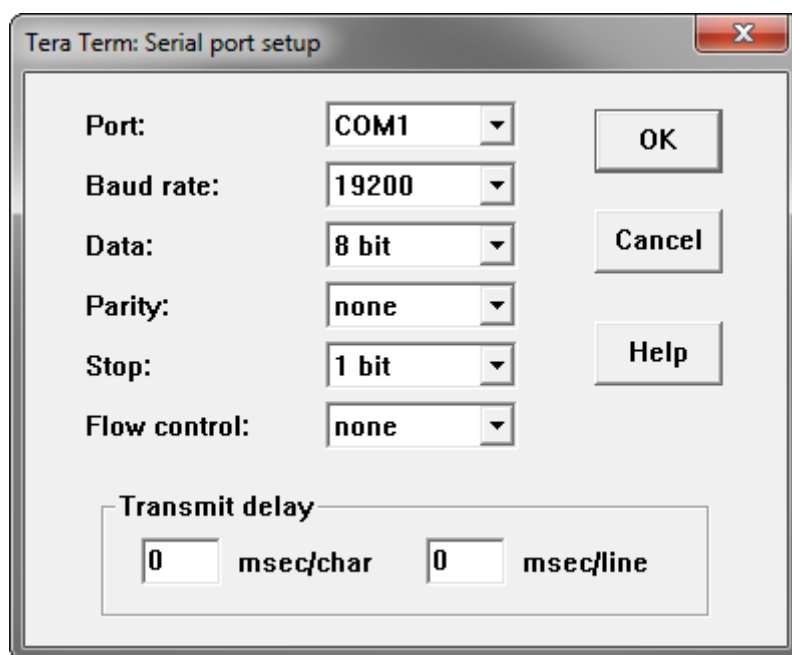 Tera Term: Serial port setup
Port: COM1 OK
Baud rate: 19200
Data: 8 bit Cancel
Parity: none
Stop: 1 bit Help
Flow control: none
Transmit delay
0 msec/char 0 msec/line